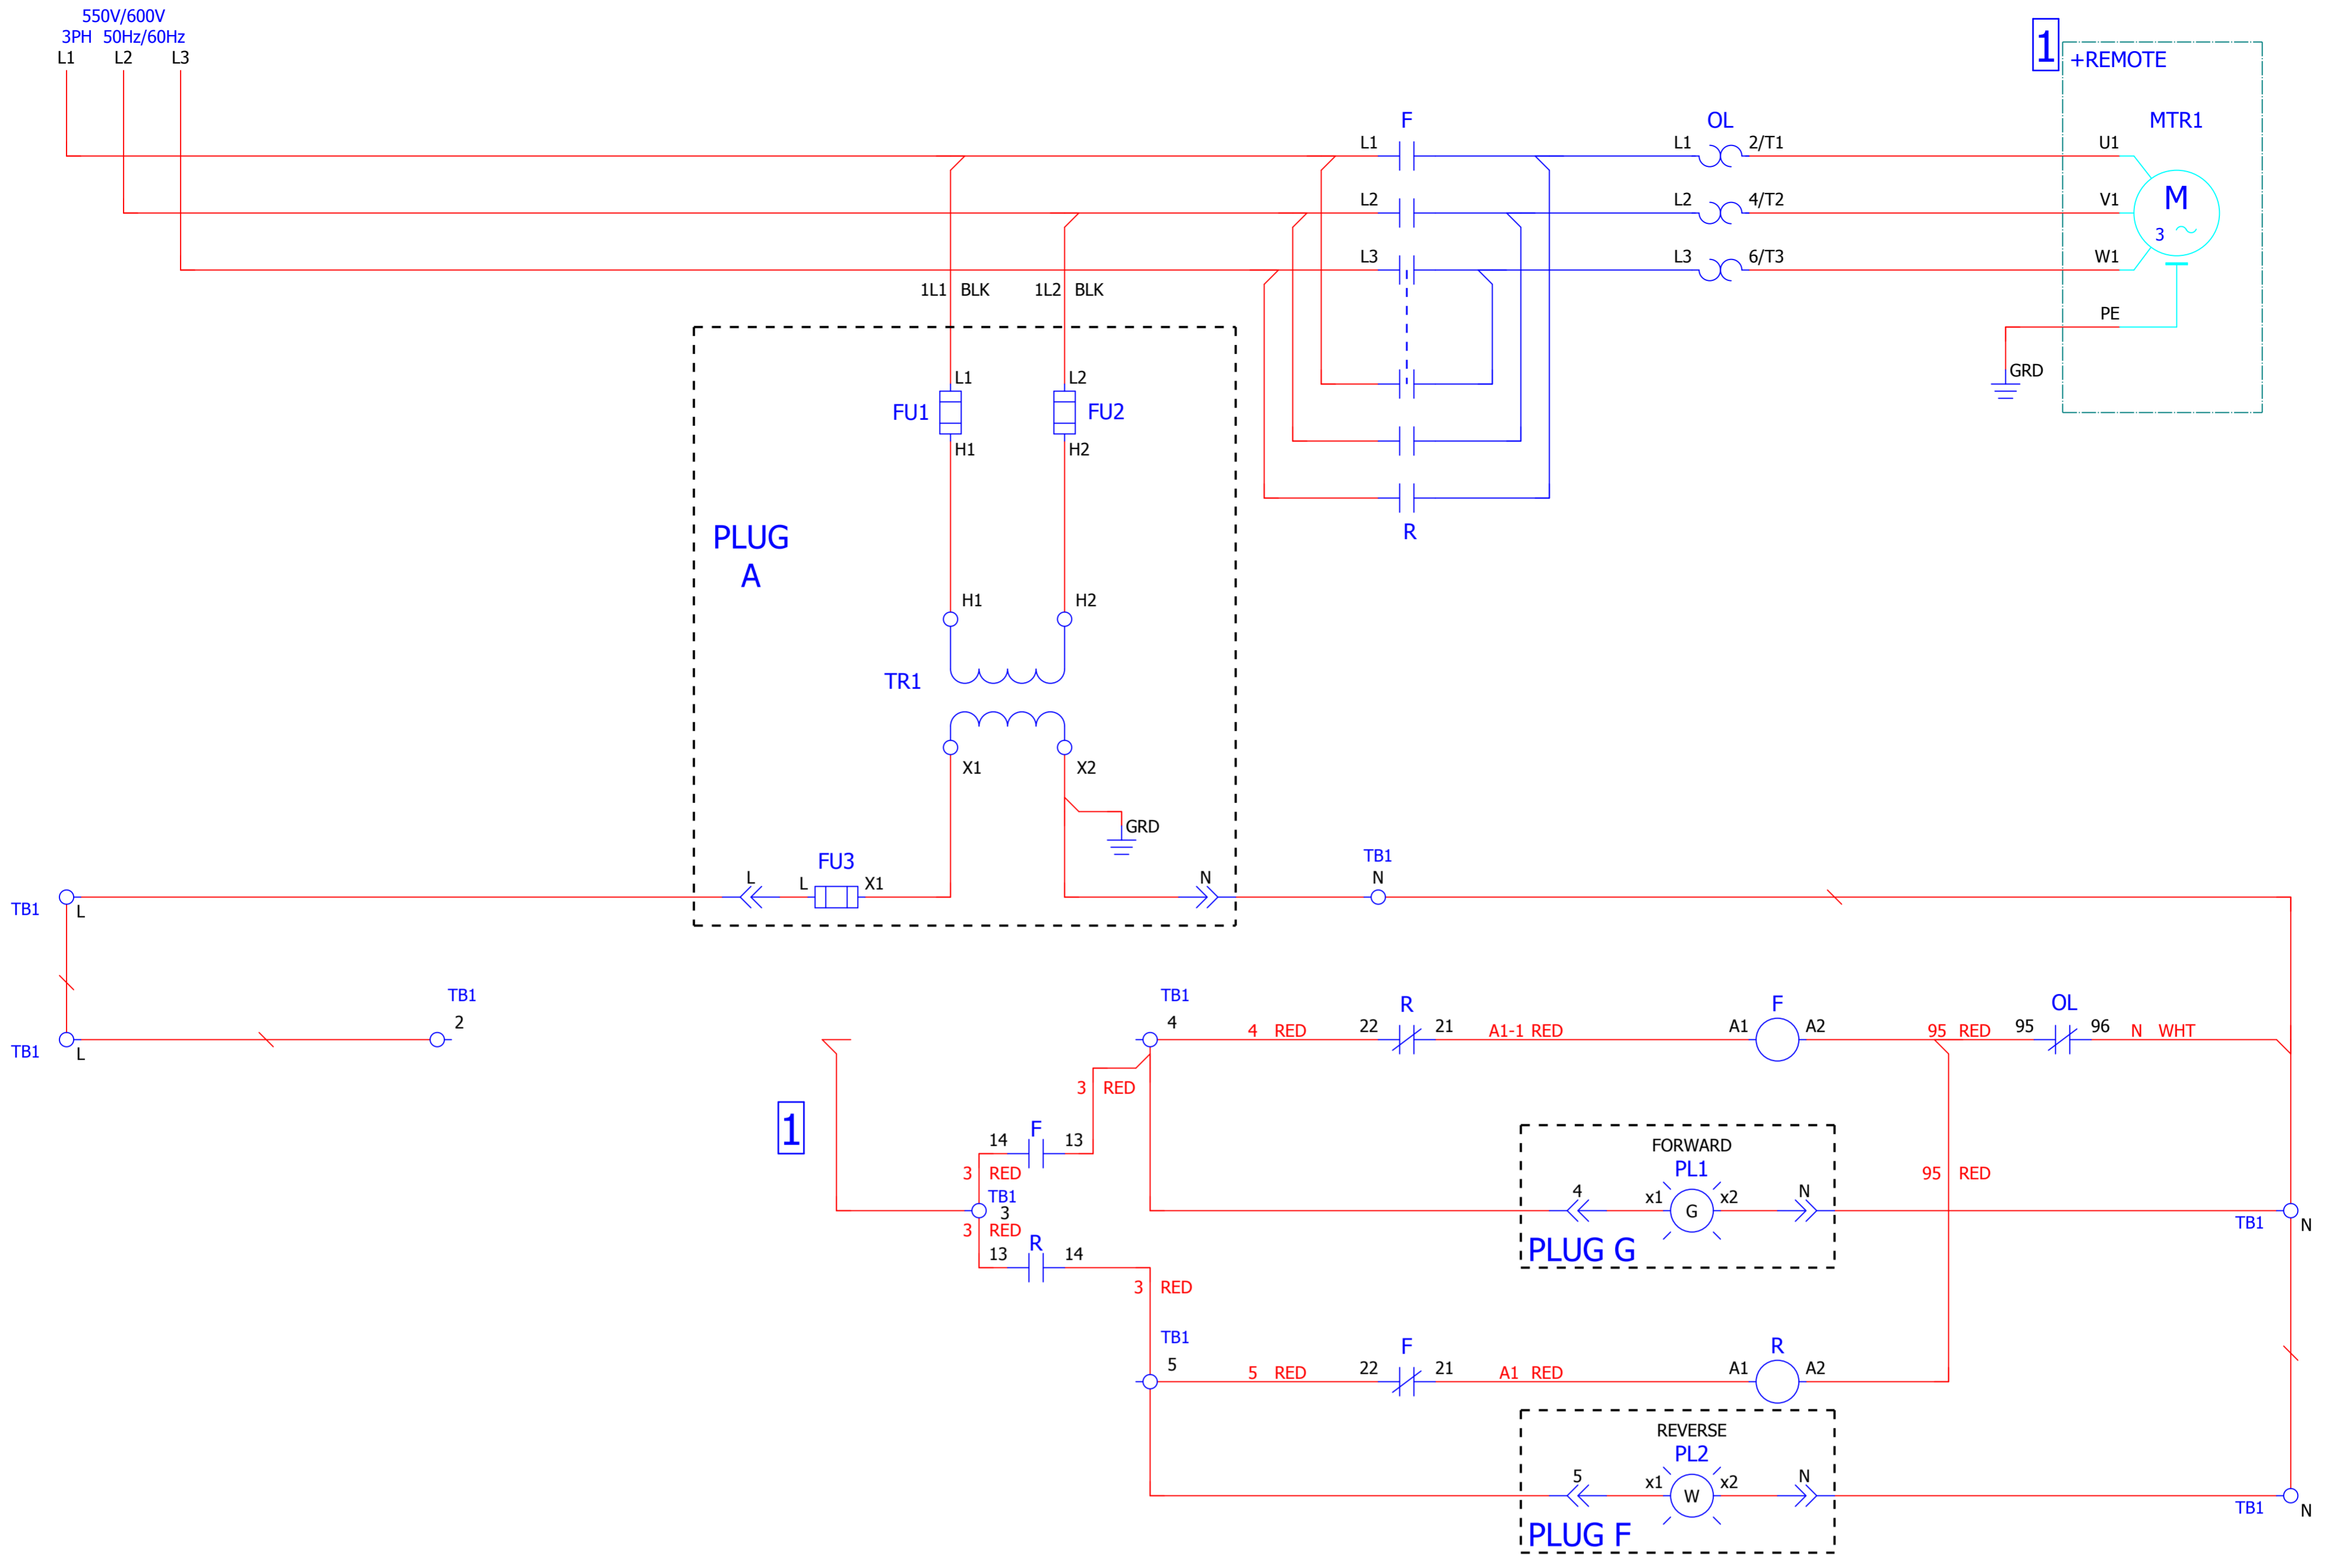 550V/600V
3PH 50Hz/60Hz
L1 L2 L3
1
+REMOTE
F
OL
MTR1
L1
L1
2/T1
U1
L2
L2
4/T2
V1
M
3
L3
L3
6/T3
W1
1L1 BLK
1L2 BLK
PE
GRD
L1
L2
FU1
FU2
H1
H2
R
PLUG
A
H1
H2
TR1
X1
X2
GRD
FU3
L
L
X1
N
TB1
N
TB1
L
TB1
2
TB1
L
TB1
4
4 RED
R
22
21
A1-1 RED
F
A1
A2
95 RED
OL
95
96
N WHT
3 RED
1
F
14
13
3 RED
TB1
3
3 RED
R
13
14
3 RED
FORWARD
PL1
4
x1
G
x2
N
PLUG G
95 RED
TB1
N
TB1
5
5 RED
F
22
21
A1 RED
R
A1
A2
REVERSE
PL2
5
x1
W
x2
N
PLUG F
TB1
N